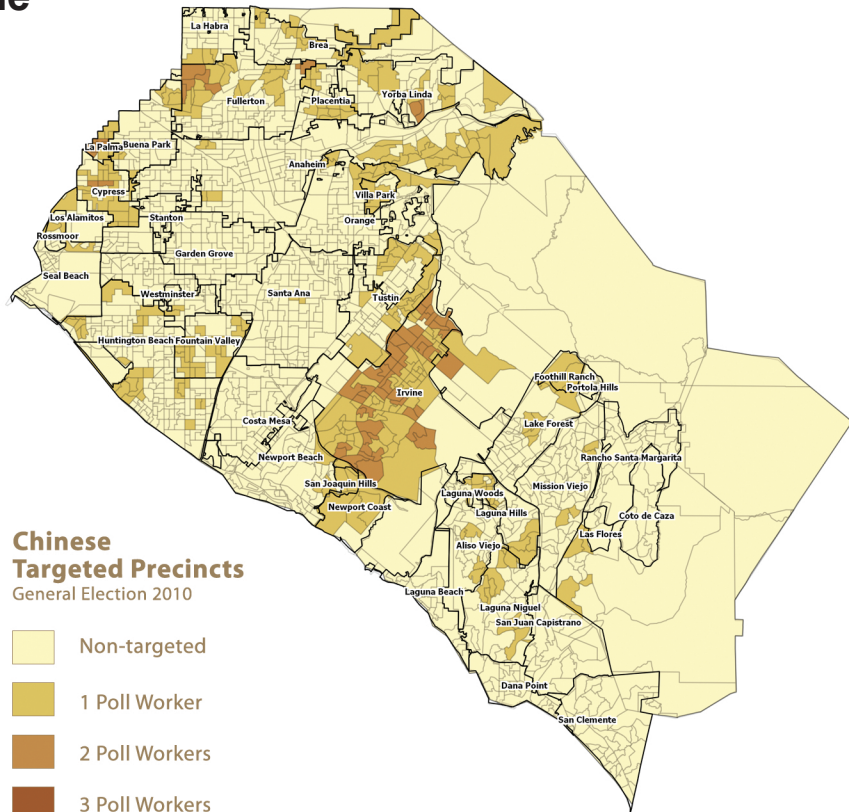 La Habra
Brea
Yorba Linda
Fullerton
Placentia
La Palma
Buena Park
Anaheim
Cypress
Villa Park
Los Alamitos
Stanton
Orange
Rossmoor
Garden Grove
Seal Beach
Westminster
Santa Ana
Tustin
Huntington Beach
Fountain Valley
Foothill Ranch
Portola Hills
Irvine
Costa Mesa
Lake Forest
Newport Beach
Rancho Santa Margarita
San Joaquin Hills
Mission Viejo
Laguna Woods
Newport Coast
Laguna Hills
Coto de Caza
Las Flores
Aliso Viejo
Laguna Beach
Laguna Niguel
San Juan Capistrano
Dana Point
San Clemente
Chinese
Targeted Precincts
General Election 2010
Non-targeted
1 Poll Worker
2 Poll Workers
3 Poll Workers